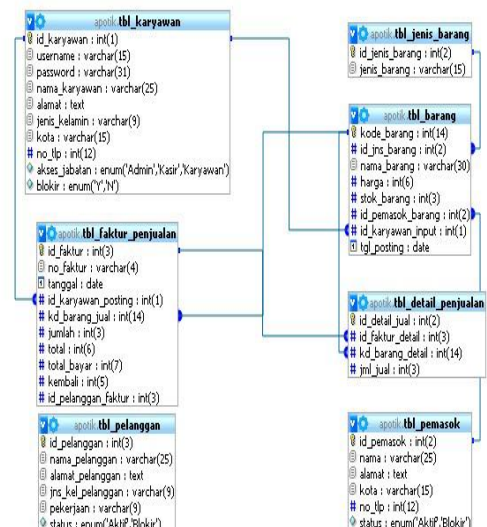 apotik tbl_karyawan
id_karyawan : int(1)
username : varchar(15)
password : varchar(31)
nama_karyawan : varchar(25)
alamat : text
jenis_kelamin : varchar(9)
kota : varchar(15)
# no_tlp : int(12)
akses_jabatan : enum('Admin','Kasir','Karyawan')
blokir : enum('Y','N')
apotik tbl_jenis_barang
id_jenis_barang : int(2)
jenis_barang : varchar(15)
apotik tbl_barang
kode_barang : int(14)
# id_jns_barang : int(2)
nama_barang : varchar(30)
# harga : int(6)
# stok_barang : int(3)
# id_pemasok_barang : int(2)
# id_karyawan_input : int(1)
tgl_posting : date
apotik tbl_faktur_penjualan
id_faktur : int(3)
no_faktur : varchar(4)
tanggal : date
# id_karyawan_posting : int(1)
# kd_barang_jual : int(14)
# jumlah : int(3)
# total : int(6)
# total_bayar : int(7)
# kembali : int(5)
# id_pelanggan_faktur : int(3)
apotik tbl_detail_penjualan
id_detail_jual : int(2)
# id_faktur_detail : int(3)
# kd_barang_detail : int(14)
# jml_jual : int(3)
apotik tbl_pelanggan
id_pelanggan : int(3)
nama_pelanggan : varchar(25)
alamat_pelanggan : text
jns_kel_pelanggan : varchar(9)
pekerjaan : varchar(9)
status : enum('Aktif','Blokir')
apotik tbl_pemasok
id_pemasok : int(2)
nama : varchar(25)
alamat : text
kota : varchar(15)
# no_tlp : int(12)
status : enum('Aktif','Blokir')